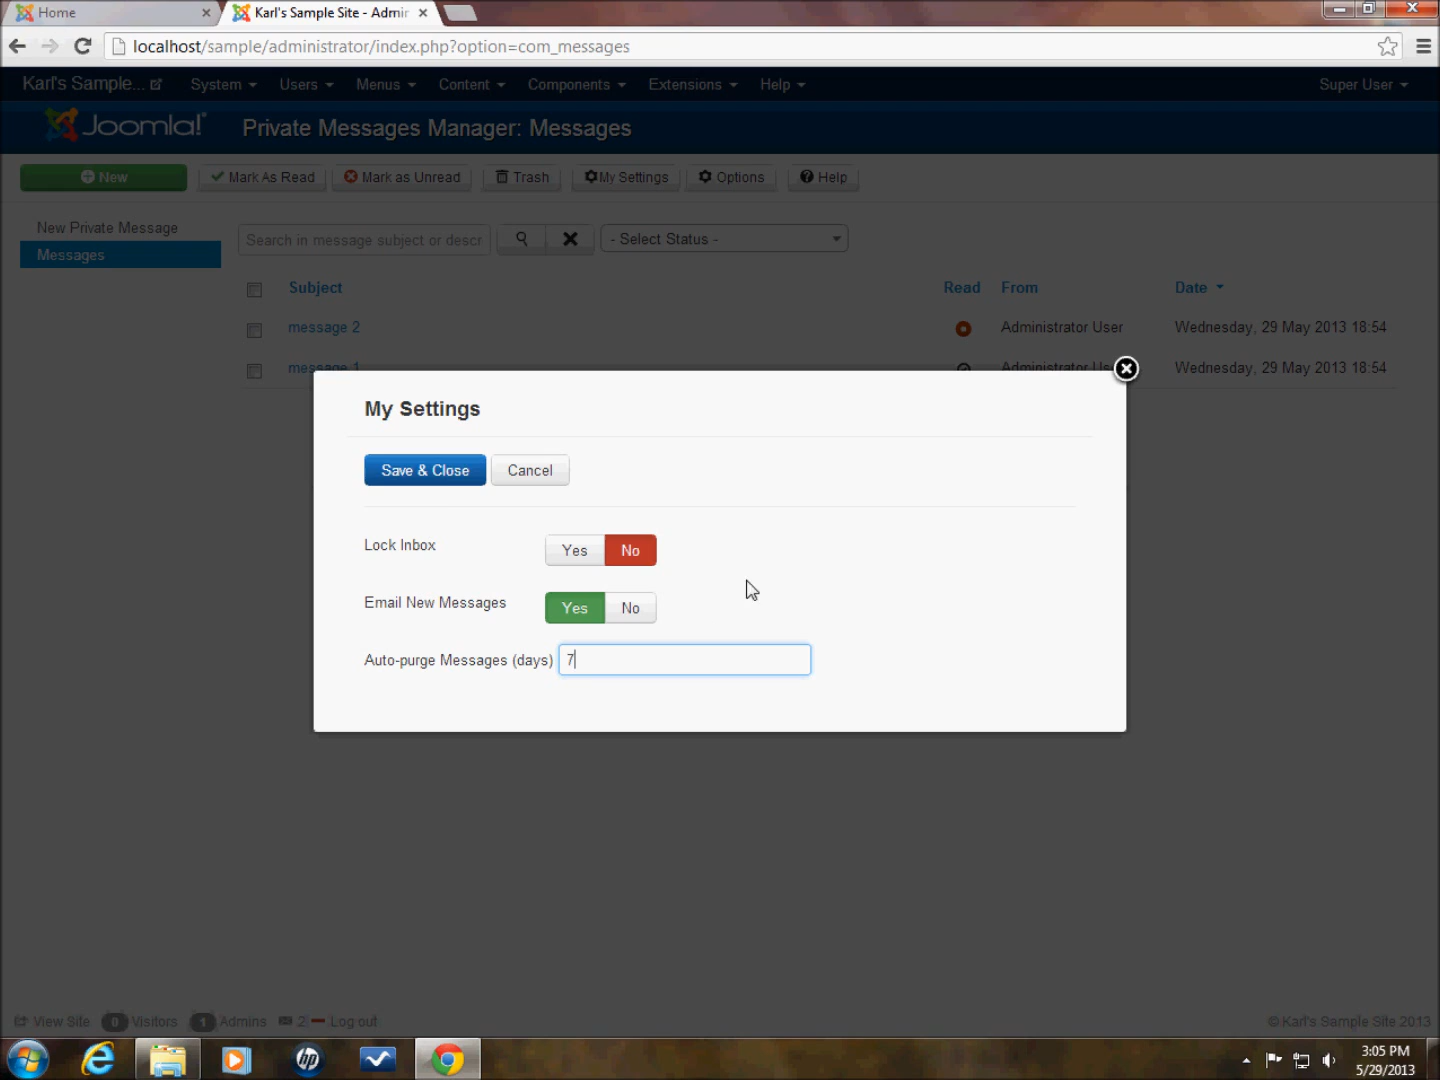 Home
Karl's Sample Site - Admir
localhost/sample/administrator/index.php?option=com_messages
Karl's Sample... System Users Menus Content Components Extensions Help Super User
Joomla! Private Messages Manager: Messages
New Mark As Read Mark as Unread Trash My Settings Options Help
New Private Message
Messages
Search in message subject or descr
- Select Status -
Subject Read From Date
message 2 Administrator User Wednesday, 29 May 2013 18:54
message 1 Administrator Wednesday, 29 May 2013 18:54
My Settings
Save & Close Cancel
Lock Inbox Yes No
Email New Messages Yes No
Auto-purge Messages (days) 7
View Site 0 Visitors 1 Admins 2 Log out © Karl's Sample Site 2013
hp
3:05 PM
5/29/2013